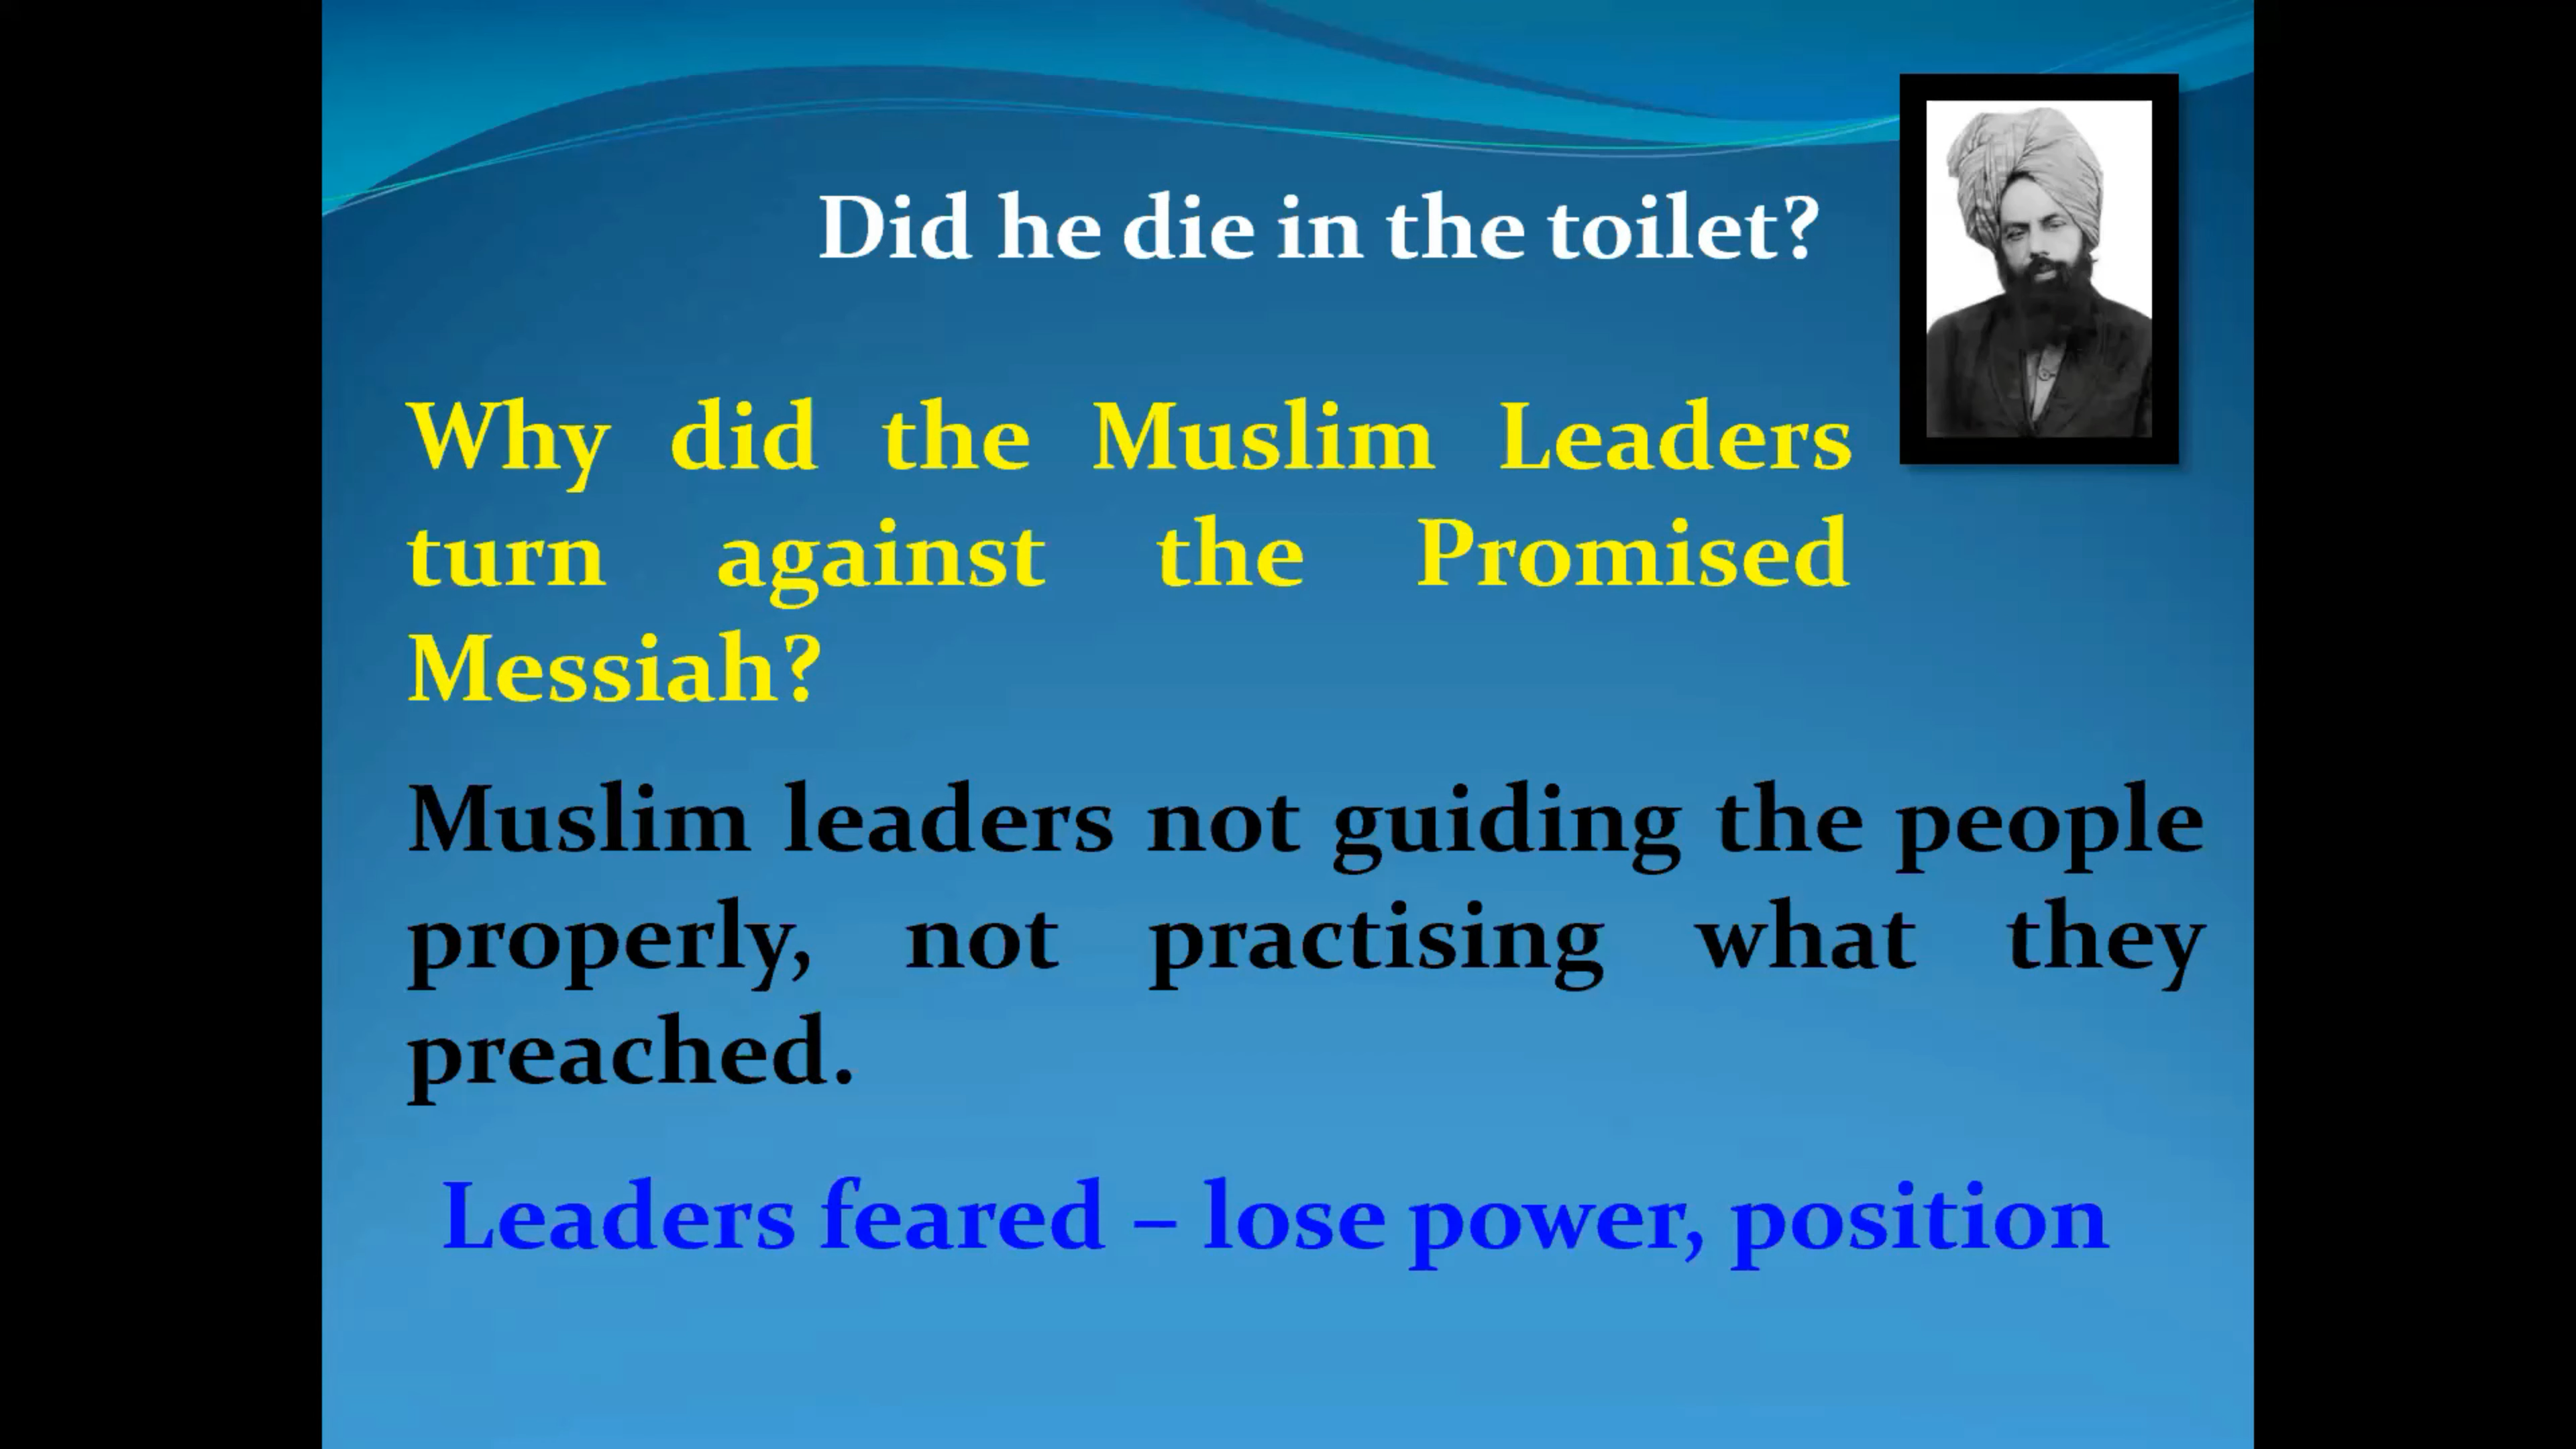 Did he die in the toilet?
Why did the Muslim Leaders
turn against the Promised
Messiah?
Muslim leaders not guiding the people
properly, not practising what they
preached.
Leaders feared – lose power, position